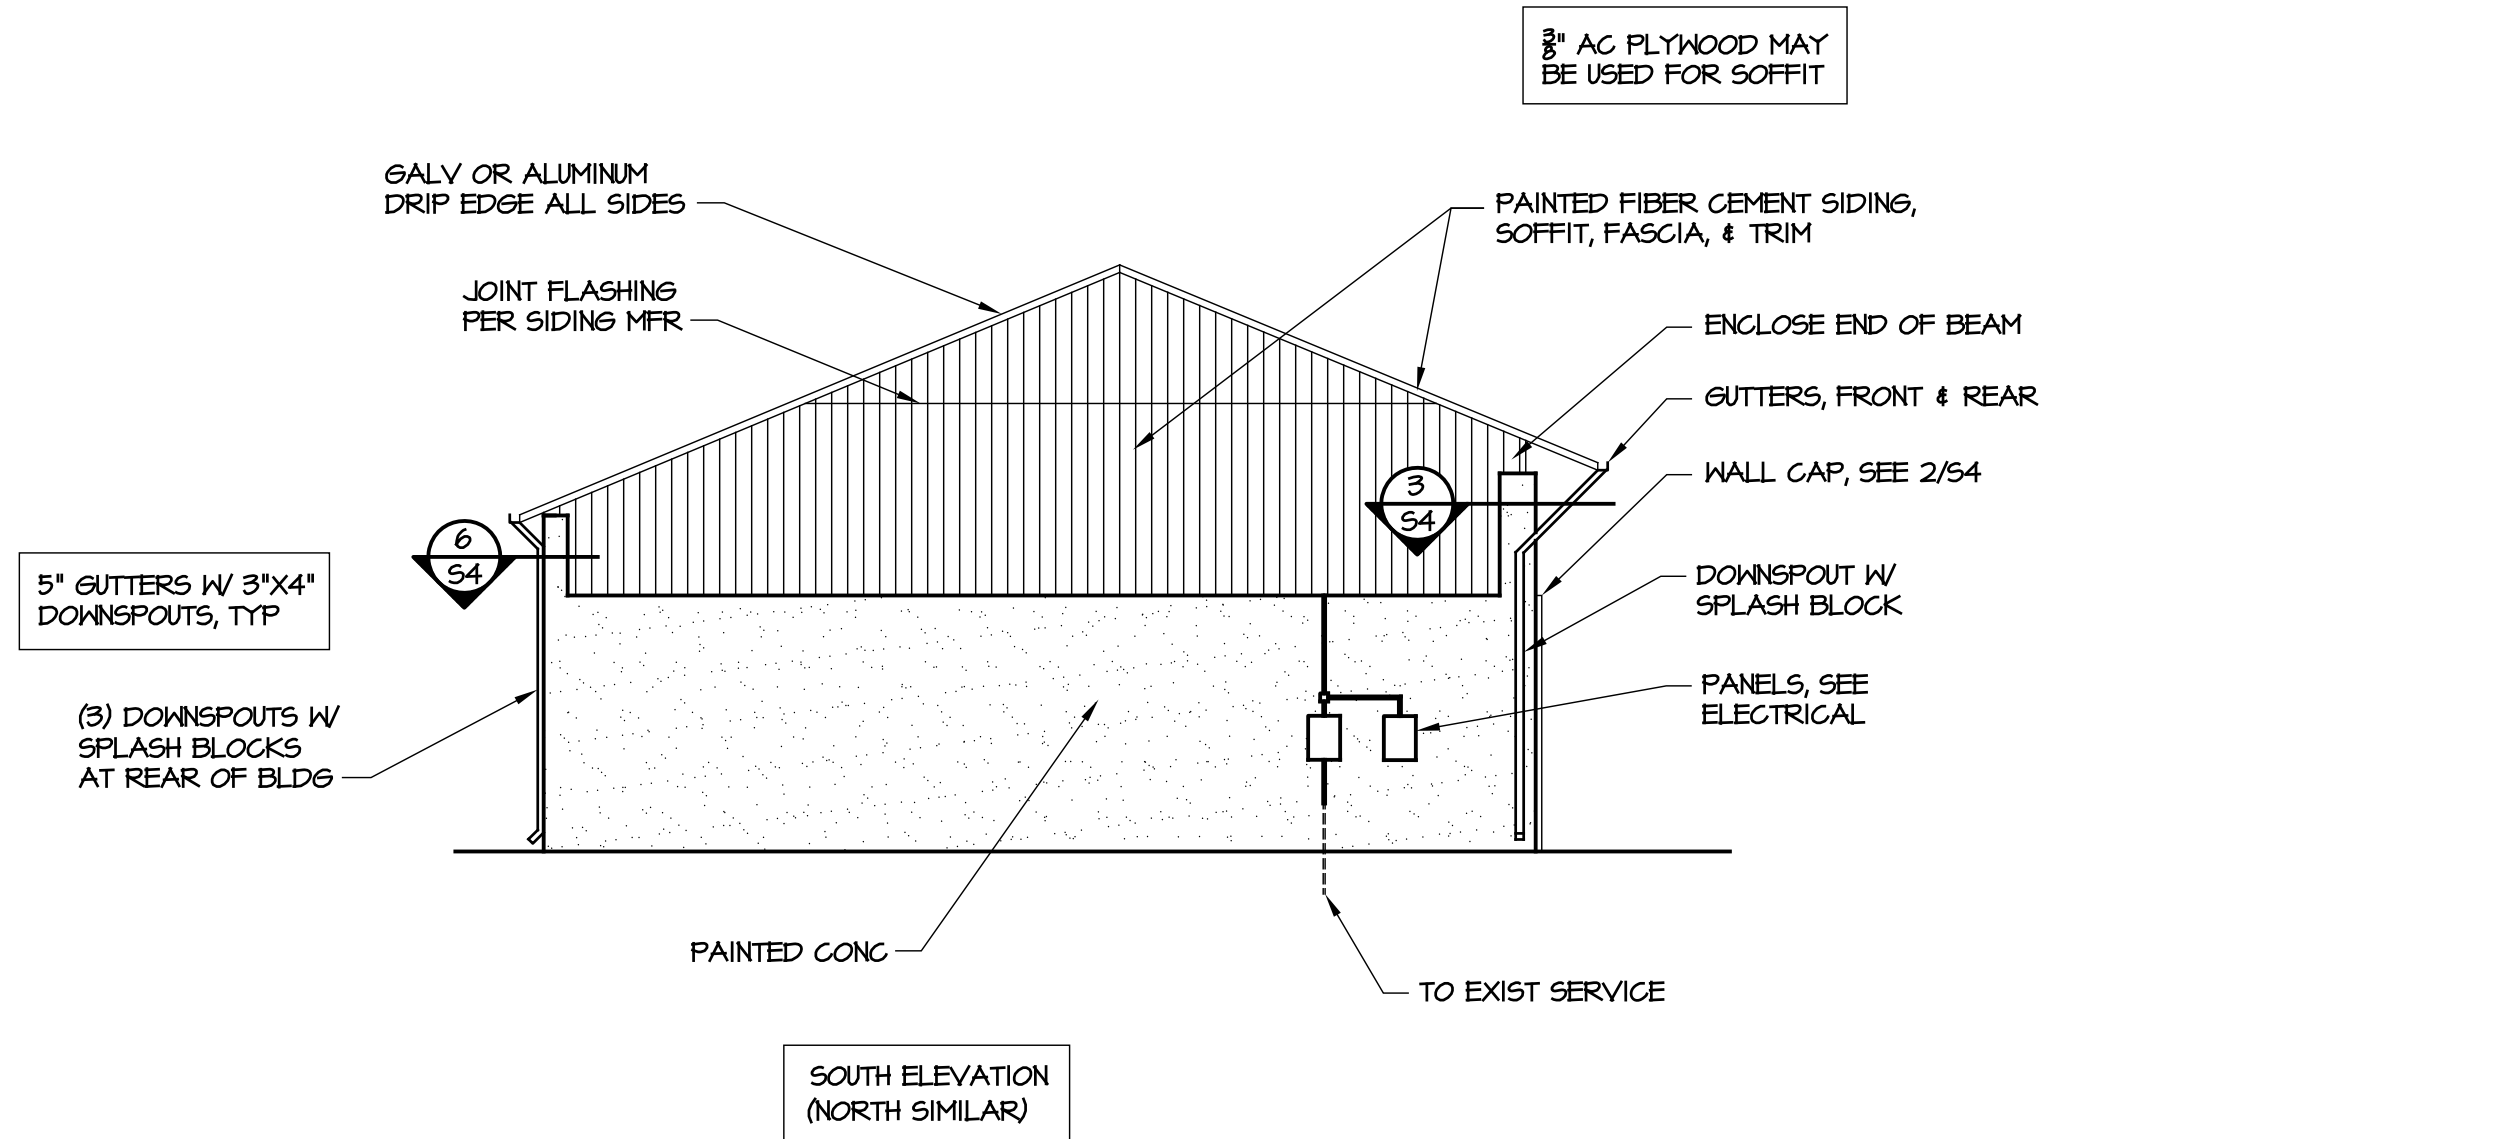 3/8" AC PLYWOOD MAY
BE USED FOR SOFFIT
GALV OR ALUMINUM
DRIP EDGE ALL SIDES
PAINTED FIBER CEMENT SIDING,
SOFFIT, FASCIA, & TRIM
JOINT FLASHING
PER SIDING MFR
ENCLOSE END OF BEAM
GUTTERS, FRONT & REAR
WALL CAP, SEE 2/S4
3
S4
6
S4
5" GUTTERS W/ 3"X4"
DOWNSPOUTS, TYP
DOWNSPOUT W/
SPLASH BLOCK
PANELS, SEE
ELECTRICAL
(3) DOWNSPOUTS W/
SPLASH BLOCKS
AT REAR OF BLDG
PAINTED CONC
TO EXIST SERVICE
SOUTH ELEVATION
(NORTH SIMILAR)